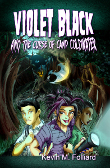 VIOLET BLACK
AND THE CURSE OF CAMP COLDWATER
Kevin M. Folliard